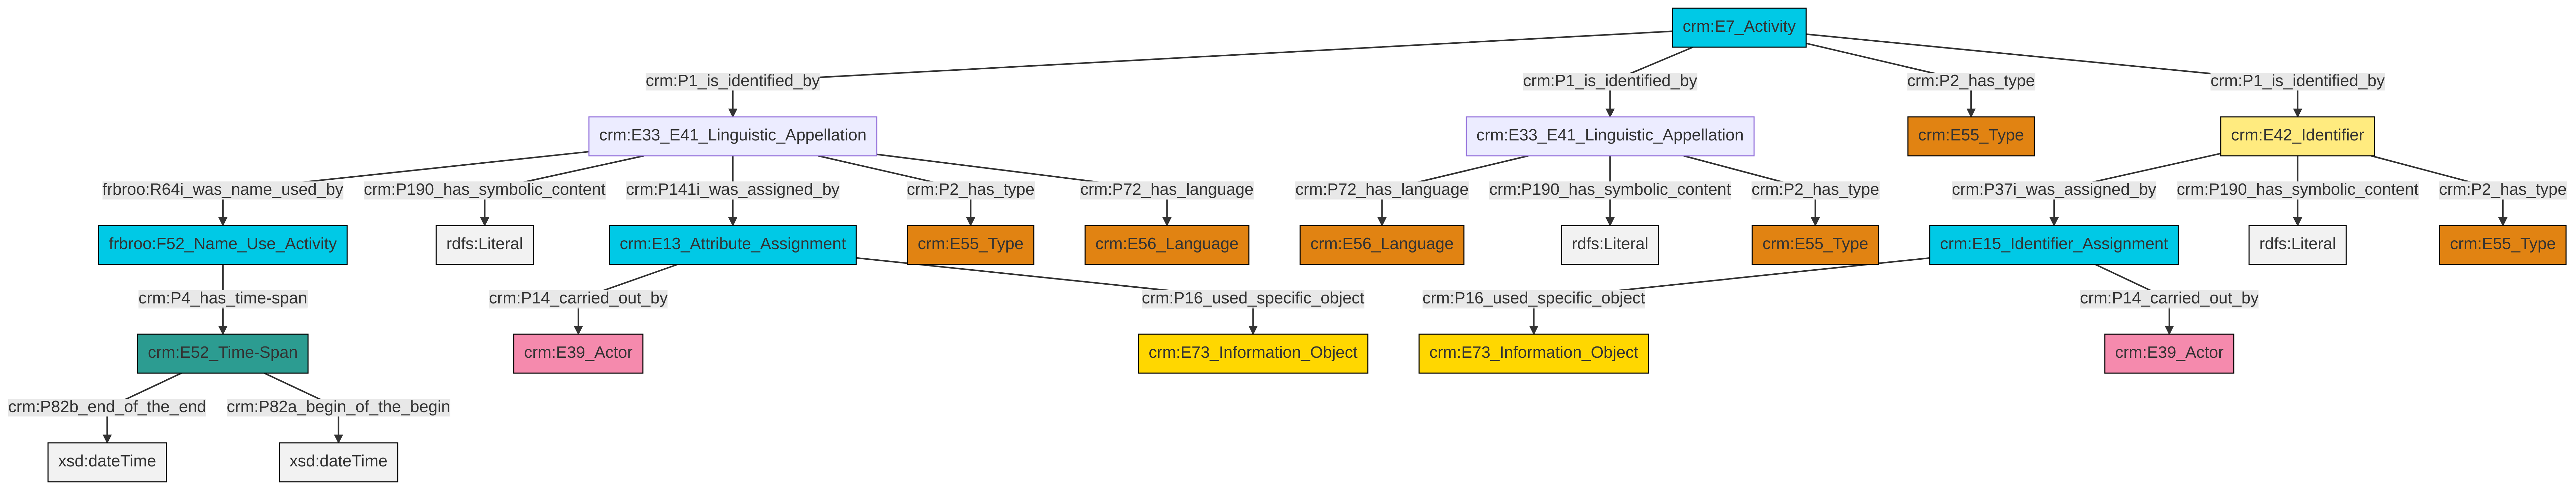 crm:E7_Activity
crm:P1_is_identified_by
crm:P1_is_identified_by
crm:P2_has_type
crm:P1_is_identified_by
crm:E33_E41_Linguistic_Appellation
crm:E33_E41_Linguistic_Appellation
crm:E55_Type
crm:E42_Identifier
frbroo:R64i_was_name_used_by
crm:P190_has_symbolic_content
crm:P141i_was_assigned_by
crm:P2_has_type
crm:P72_has_language
crm:P72_has_language
crm:P190_has_symbolic_content
crm:P2_has_type
crm:P37i_was_assigned_by
crm:P190_has_symbolic_content
crm:P2_has_type
frbroo:F52_Name_Use_Activity
rdfs:Literal
crm:E13_Attribute_Assignment
crm:E55_Type
crm:E56_Language
crm:E56_Language
rdfs:Literal
crm:E55_Type
crm:E15_Identifier_Assignment
rdfs:Literal
crm:E55_Type
crm:P4_has_time-span
crm:P14_carried_out_by
crm:P16_used_specific_object
crm:P16_used_specific_object
crm:P14_carried_out_by
crm:E52_Time-Span
crm:E39_Actor
crm:E73_Information_Object
crm:E73_Information_Object
crm:E39_Actor
crm:P82b_end_of_the_end
crm:P82a_begin_of_the_begin
xsd:dateTime
xsd:dateTime